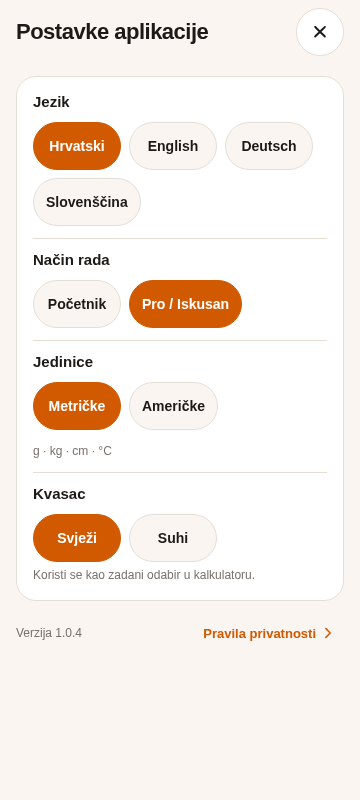 Postavke aplikacije
Jezik
Hrvatski English Deutsch
Slovenščina
Način rada
Početnik Pro / Iskusan
Jedinice
Metričke Američke
g · kg · cm · °C
Kvasac
Svježi Suhi
Koristi se kao zadani odabir u kalkulatoru.
Verzija 1.0.4 Pravila privatnosti